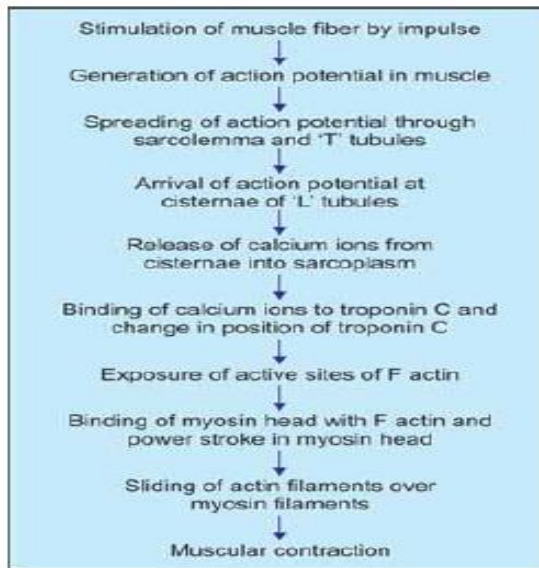 Stimulation of muscle fiber by impulse
Generation of action potential in muscle
Spreading of action potential through
sarcolemma and 'T' tubules
Arrival of action potential at
cisternae of 'L' tubules
Release of calcium ions from
cisternae into sarcoplasm
Binding of calcium ions to troponin C and
change in position of troponin C
Exposure of active sites of F actin
Binding of myosin head with F actin and
power stroke in myosin head
Sliding of actin filaments over
myosin filaments
Muscular contraction